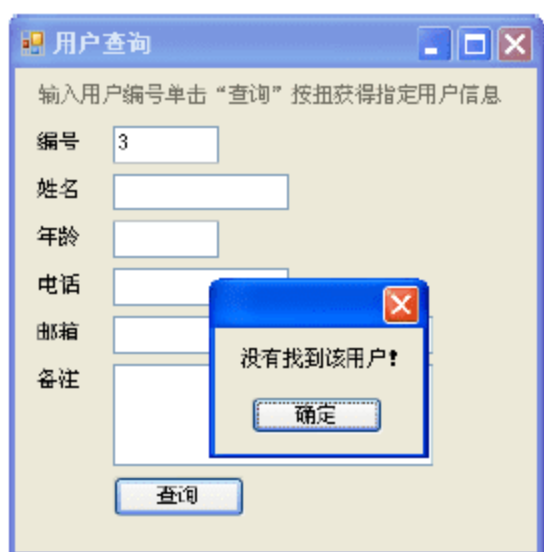 用户查询
输入用户编号单击“查询”按扭获得指定用户信息
编号 3
姓名
年龄
电话
邮箱
没有找到该用户!
备注
确定
查询